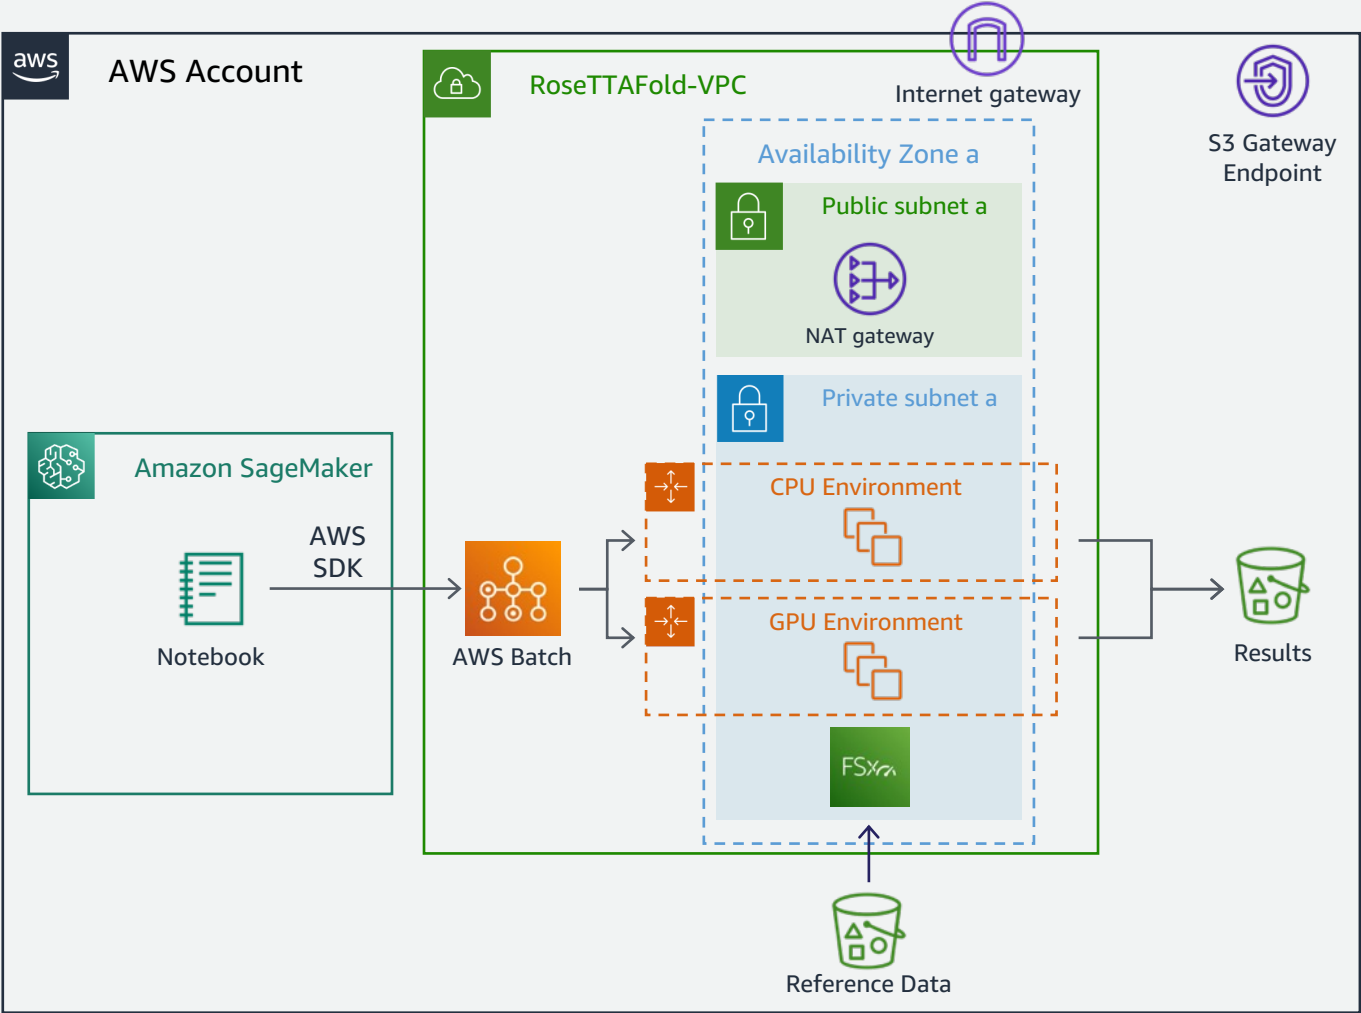 aws
AWS Account
RoseTTAFold-VPC
Internet gateway
S3 Gateway
Endpoint
Availability Zone a
Public subnet a
NAT gateway
Private subnet a
Amazon SageMaker
CPU Environment
AWS
SDK
GPU Environment
Notebook
AWS Batch
Results
FSx
Reference Data